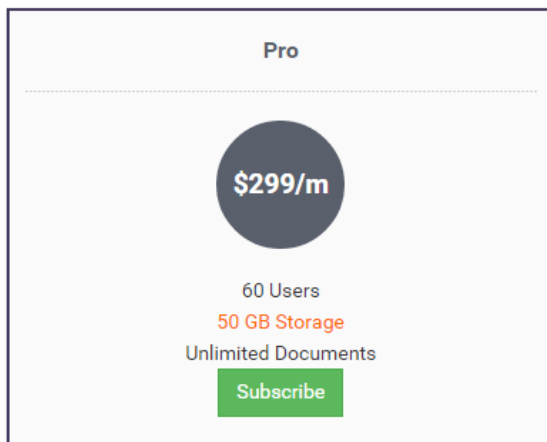 Pro
$299/m
60 Users
50 GB Storage
Unlimited Documents
Subscribe